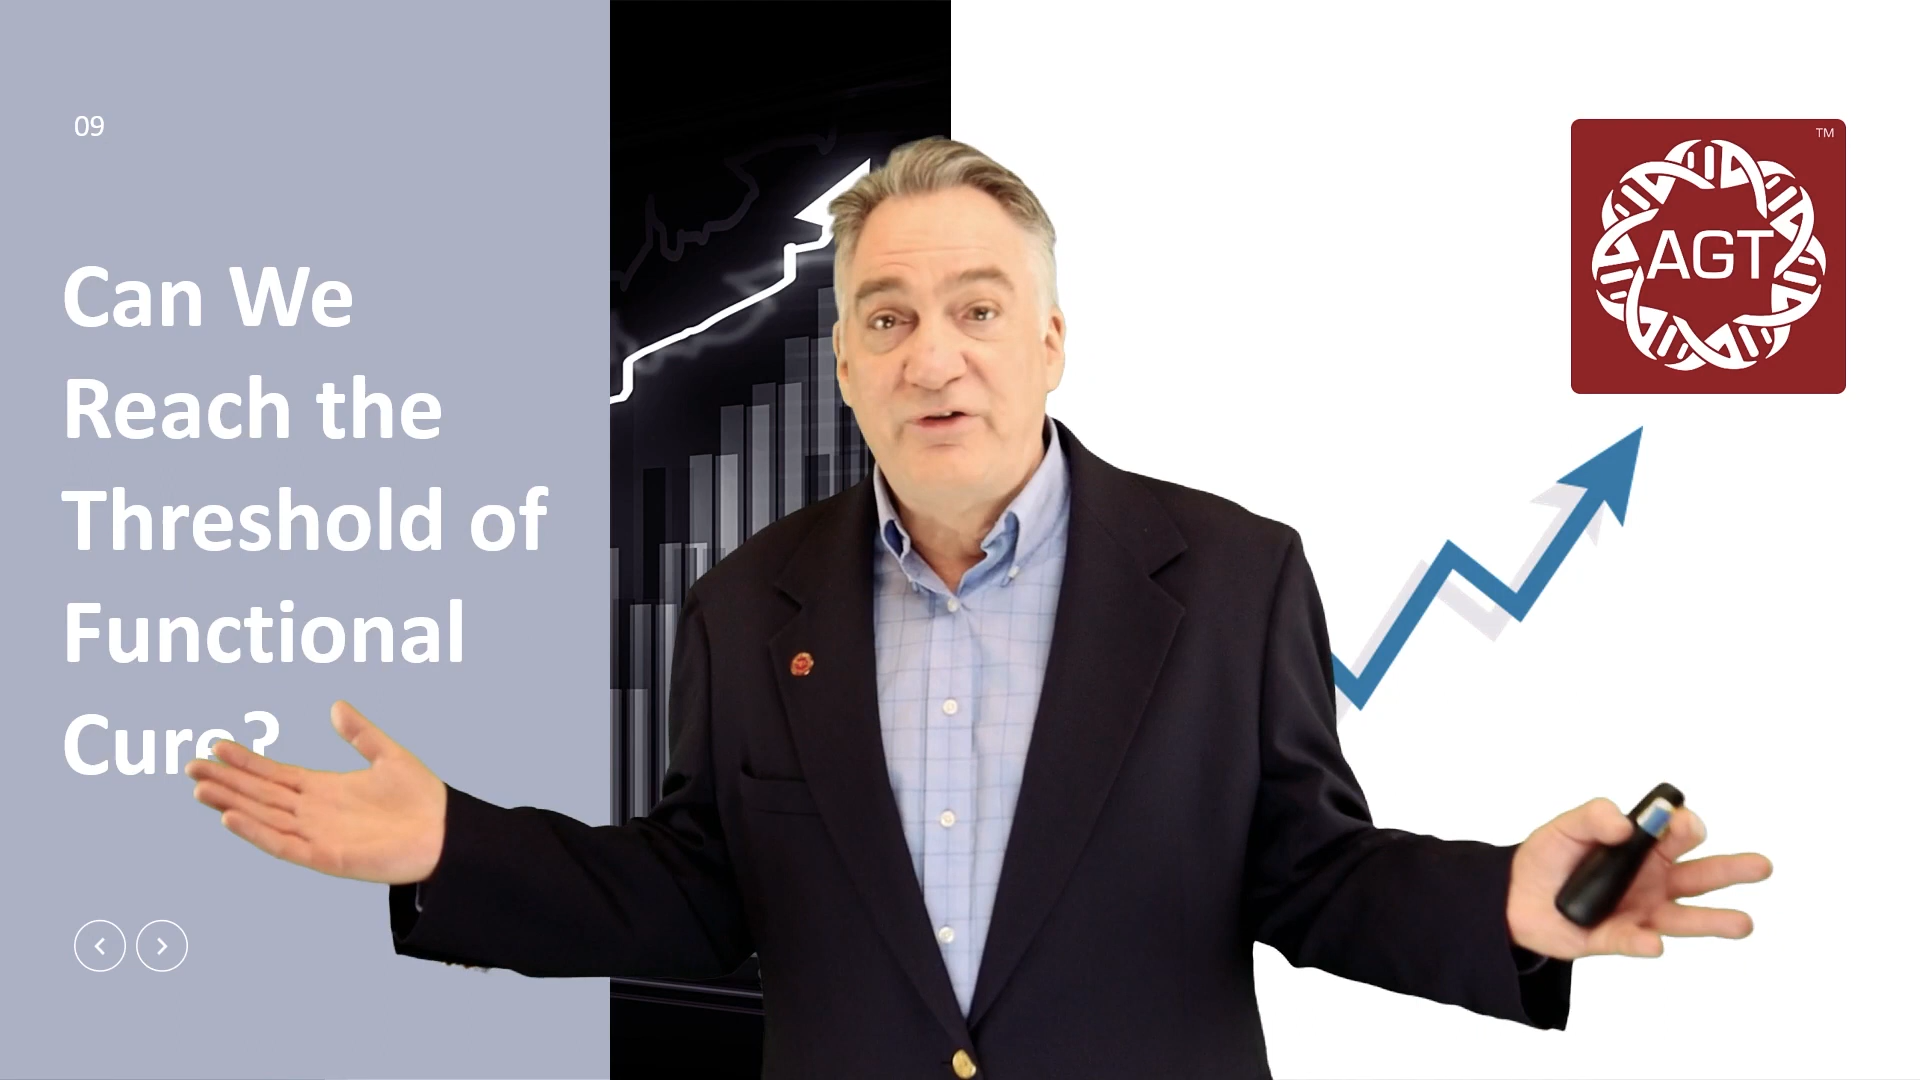 09
Can We
Reach the
Threshold of
Functional
Cure?
AGT
TM